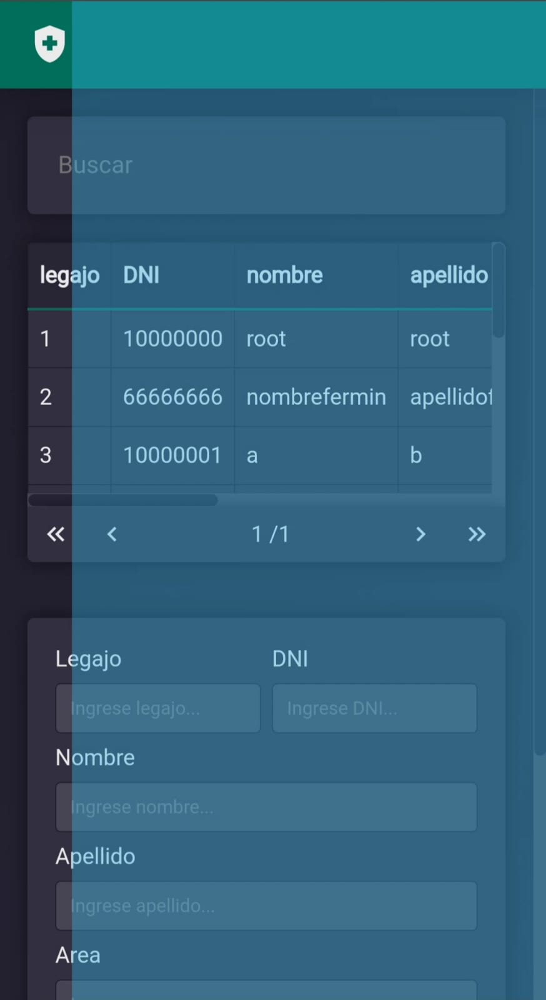 Buscar
legajo DNI nombre apellido
1 10000000 root root
2 66666666 nombrefermin
3 10000001 a b
1 /1
Legajo DNI
Ingrese legajo... Ingrese DNI...
Nombre
Ingrese nombre...
Apellido
Ingrese apellido...
Area